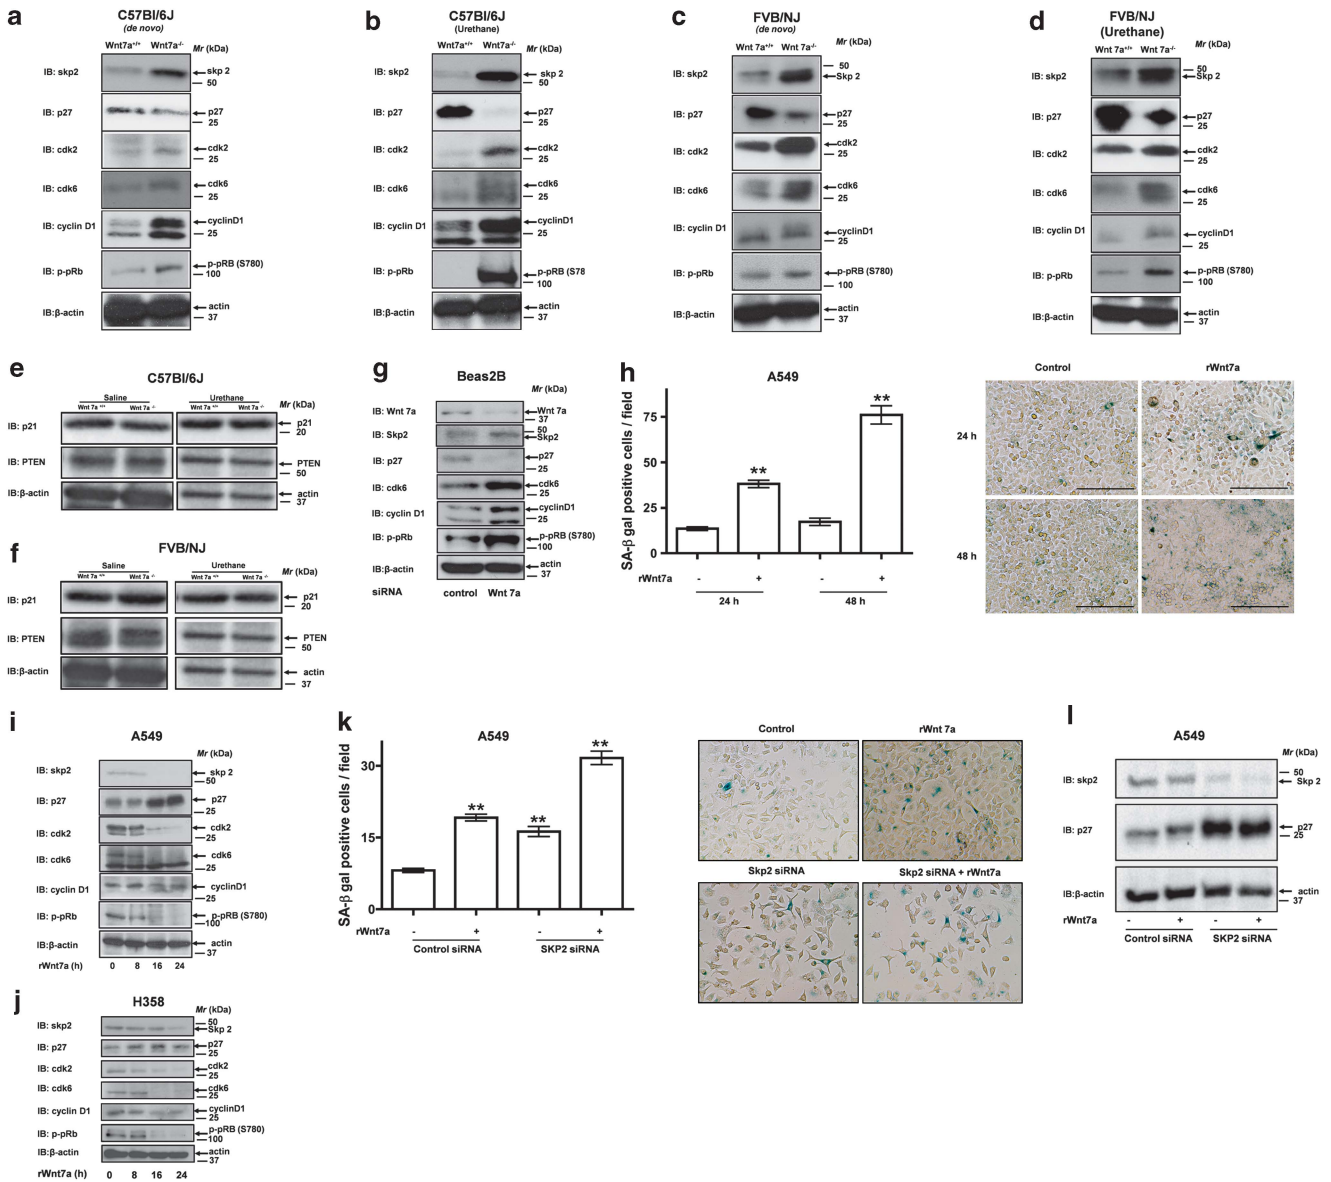 a
C57Bl/6J
(de novo)
Wnt7a+/+ Wnt7a-/- Mr (kDa)
IB: skp2
skp 2
50
IB: p27
p27
25
IB: cdk2
cdk2
25
IB: cdk6
cdk6
25
IB: cyclin D1
cyclinD1
25
IB: p-pRb
p-pRB (S780)
100
IB:β-actin
actin
37
b
C57Bl/6J
(Urethane)
Wnt7a+/+ Wnt7a-/- Mr (kDa)
IB: skp2
skp 2
50
IB: p27
p27
25
IB: cdk2
cdk2
25
IB: cdk6
cdk6
25
IB: cyclin D1
cyclinD1
25
IB: p-pRb
p-pRB (S78
100
IB:β-actin
actin
37
c
FVB/NJ
(de novo)
Wnt 7a+/+ Wnt 7a-/- Mr (kDa)
IB: skp2
50
Skp 2
IB: p27
p27
25
IB: cdk2
cdk2
25
IB: cdk6
cdk6
25
IB: cyclin D1
cyclinD1
25
IB: p-pRb
p-pRB (S780)
100
IB:β-actin
actin
37
d
FVB/NJ
(Urethane)
Wnt 7a+/+ Wnt 7a-/- Mr (kDa)
IB: skp2
50
Skp 2
IB: p27
p27
25
IB: cdk2
cdk2
25
IB: cdk6
cdk6
25
IB: cyclin D1
cyclinD1
25
IB: p-pRb
p-pRB (S780)
100
IB:β-actin
actin
37
e
C57Bl/6J
Saline Urethane
Wnt 7a +/+ Wnt 7a -/- Wnt 7a +/+ Wnt 7a -/- Mr (kDa)
IB: p21
p21
20
IB: PTEN
PTEN
50
IB:β-actin
actin
37
f
FVB/NJ
Saline Urethane
Wnt 7a +/+ Wnt 7a -/- Wnt 7a +/+ Wnt 7a -/- Mr (kDa)
IB: p21
p21
20
IB: PTEN
PTEN
50
IB:β-actin
actin
37
g
Beas2B
Mr (kDa)
IB: Wnt 7a
Wnt 7a
37
IB: Skp2
50
Skp2
IB: p27
p27
25
IB: cdk6
cdk6
25
IB: cyclin D1
cyclinD1
25
IB: p-pRb
p-pRB (S780)
100
IB:β-actin
actin
37
siRNA control Wnt 7a
h
A549
SA-β gal positive cells / field
75
50
25
0
**
**
rWnt7a - + - +
24 h 48 h
Control rWnt7a
24 h
48 h
i
A549
Mr (kDa)
IB: skp2
skp 2
50
IB: p27
p27
25
IB: cdk2
cdk2
25
IB: cdk6
cdk6
25
IB: cyclin D1
cyclinD1
IB: p-pRb
p-pRB (S780)
100
IB:β-actin
actin
37
rWnt7a (h) 0 8 16 24
j
H358
Mr (kDa)
IB: skp2
50
Skp 2
IB: p27
p27
25
IB: cdk2
cdk2
25
IB: cdk6
cdk6
25
IB: cyclin D1
cyclinD1
25
IB: p-pRb
p-pRB (S780)
100
IB:β-actin
actin
37
rWnt7a (h) 0 8 16 24
k
A549
SA-β gal positive cells / field
30
15
0
**
**
**
rWnt7a - + - +
Control siRNA SKP2 siRNA
Control rWnt 7a
Skp2 siRNA Skp2 siRNA + rWnt7a
l
A549
Mr (kDa)
IB: skp2
50
Skp 2
IB: p27
p27
25
IB:β-actin
actin
37
rWnt7a - + - +
Control siRNA SKP2 siRNA